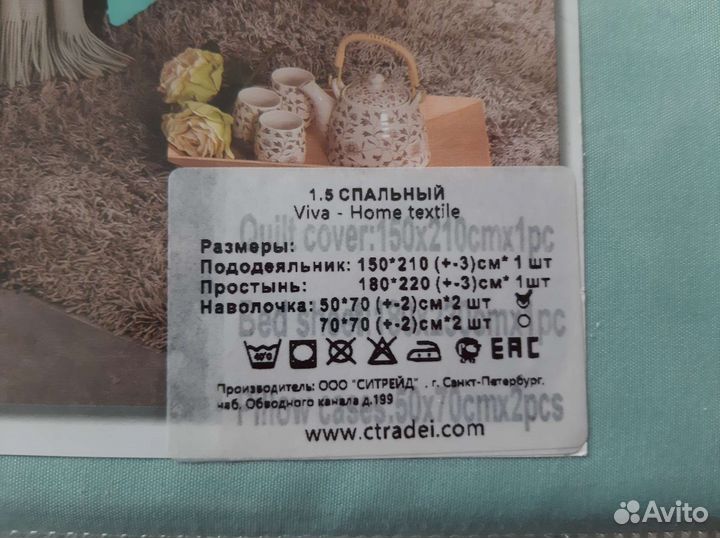 1.5 СПАЛЬНЫЙ
Viva - Home textile
Quilt cover:150x210cmx1pc
Размеры:
Пододеяльник: 150*210 (+-3)см* 1 шт
Простынь: 180*220 (+-3)см* 1шт
Наволочка: 50*70 (+-2)см*2 шт
Bed sheet:
cmx1pc
70*70 (+-2)см*2 шт
40°C
EAC
Производитель: ООО "СИТРЕЙД" . г. Санкт-Петербург.
наб. Обводного канала д.199
Pillow cases:50x70cmx2pcs
www.ctradei.com
Avito